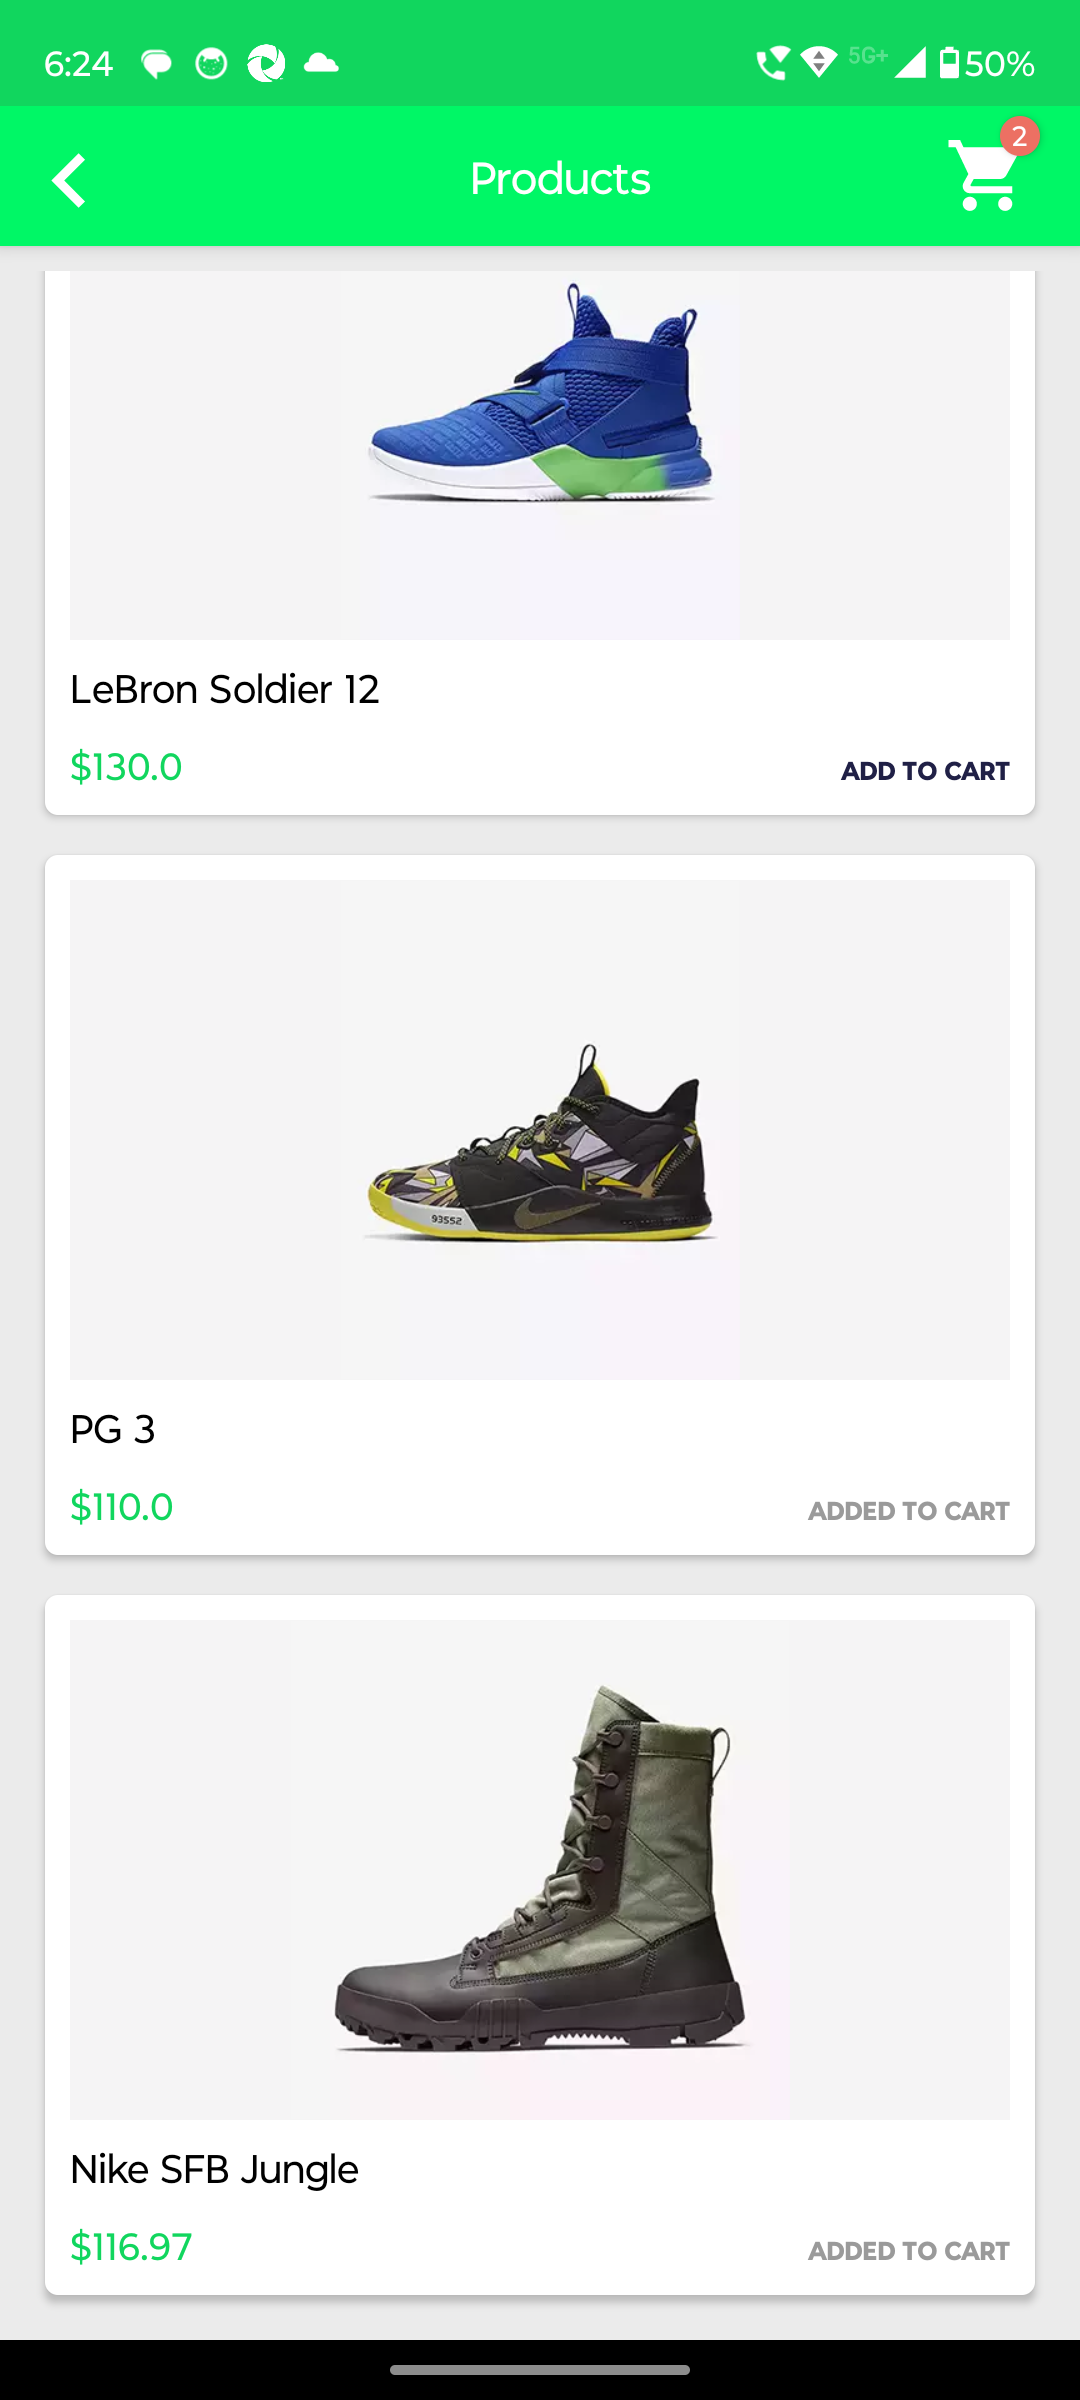 6:24 5G+ 50%
Products 2
LeBron Soldier 12
$130.0 ADD TO CART
93552
PG 3
$110.0 ADDED TO CART
Nike SFB Jungle
$116.97 ADDED TO CART